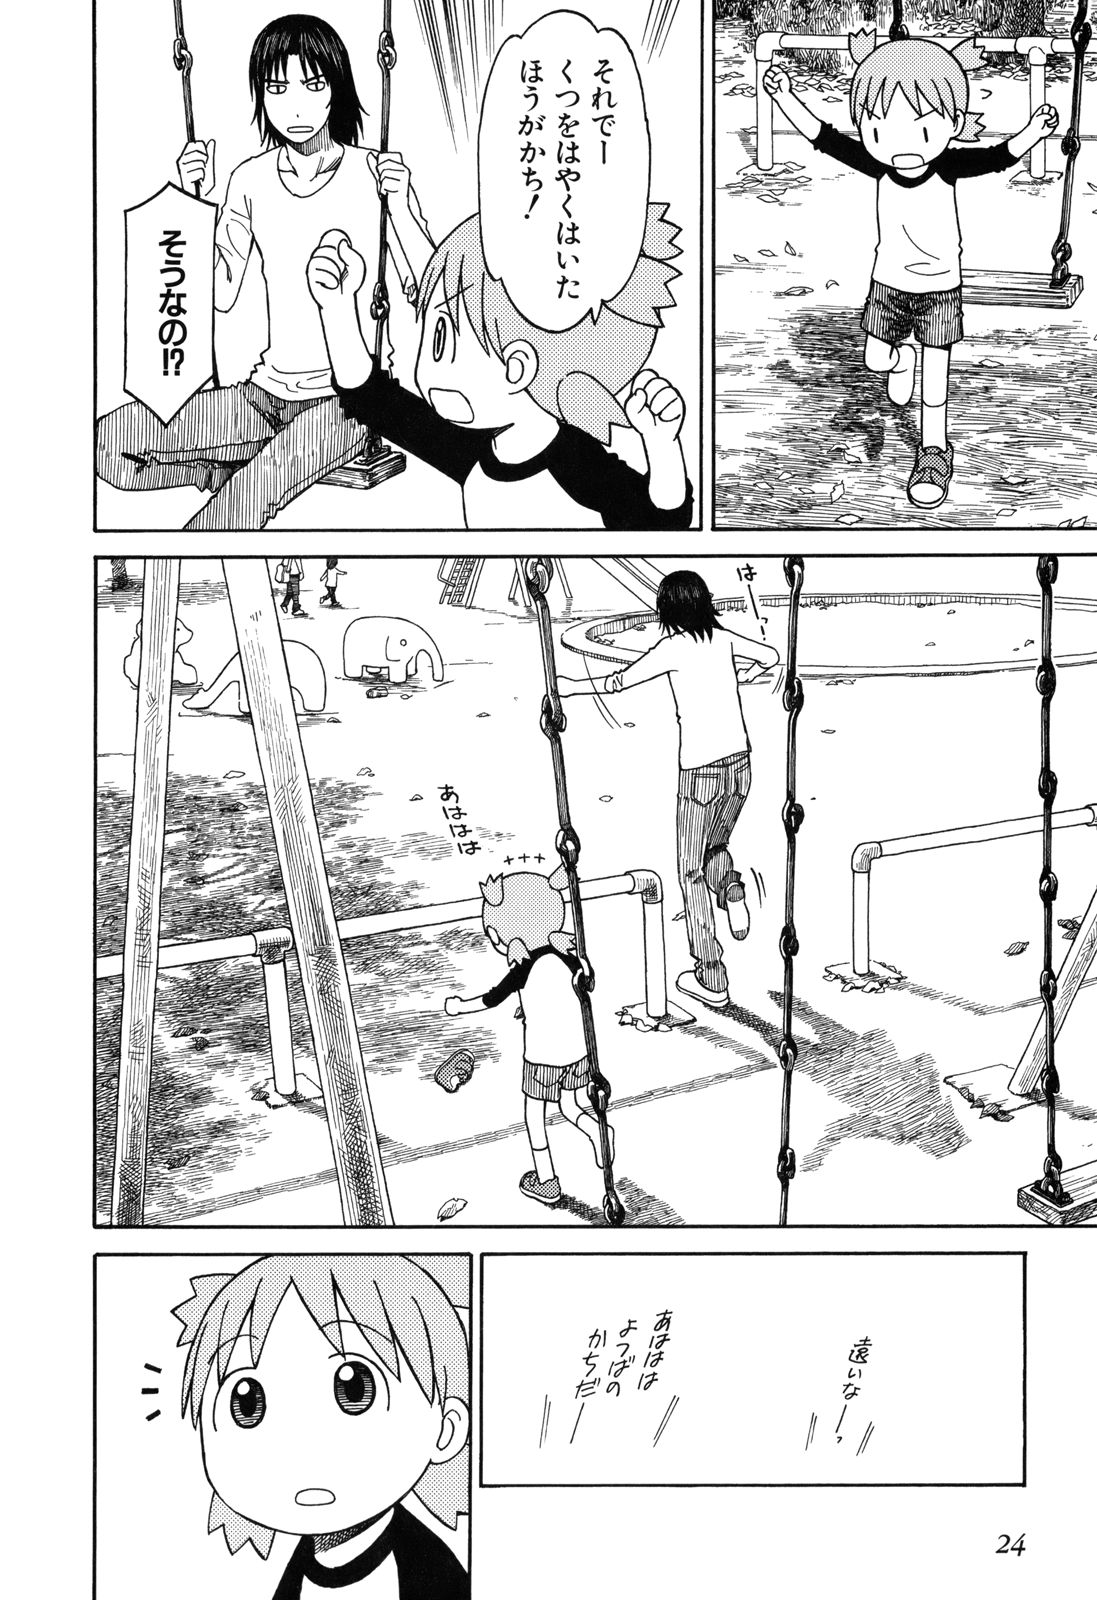 それでー
くつをはやくはいた
ほうがかち！
そうなの!?
はーっ！
あははは
遠いなーっ
あははは
よつばの
かちだー
24